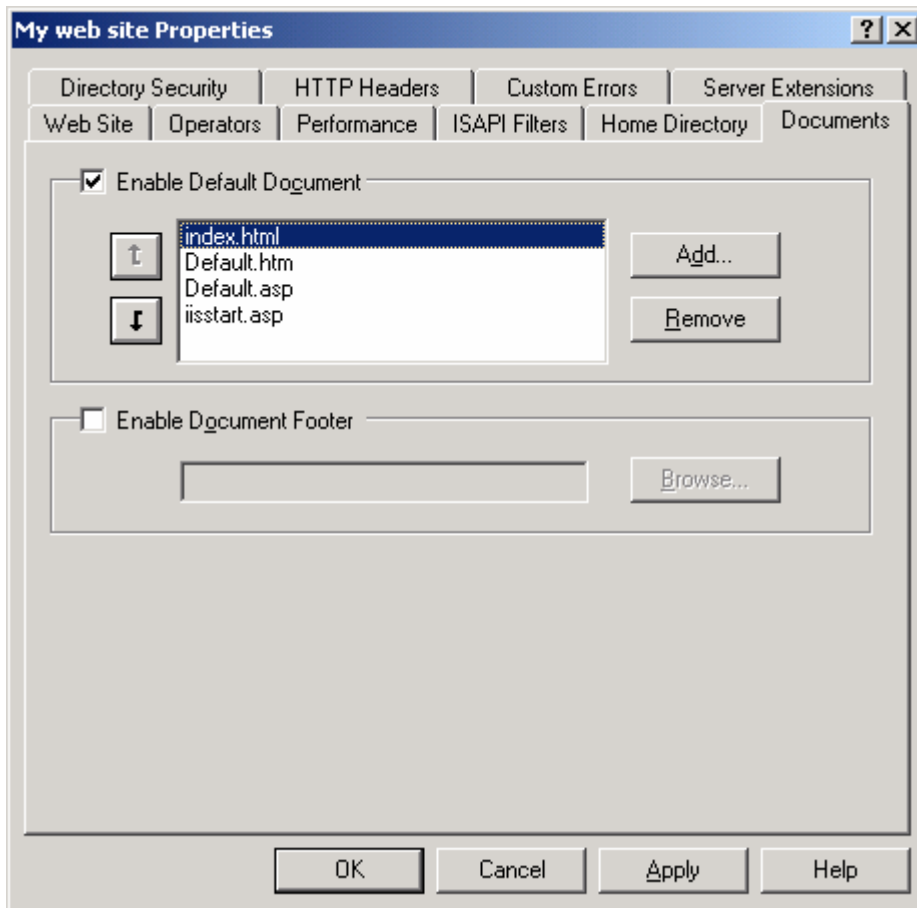 My web site Properties
Directory Security HTTP Headers Custom Errors Server Extensions
Web Site Operators Performance ISAPI Filters Home Directory Documents
Enable Default Document
index.html
Default.htm
Default.asp
iisstart.asp
Add...
Remove
Enable Document Footer
Browse...
OK Cancel Apply Help